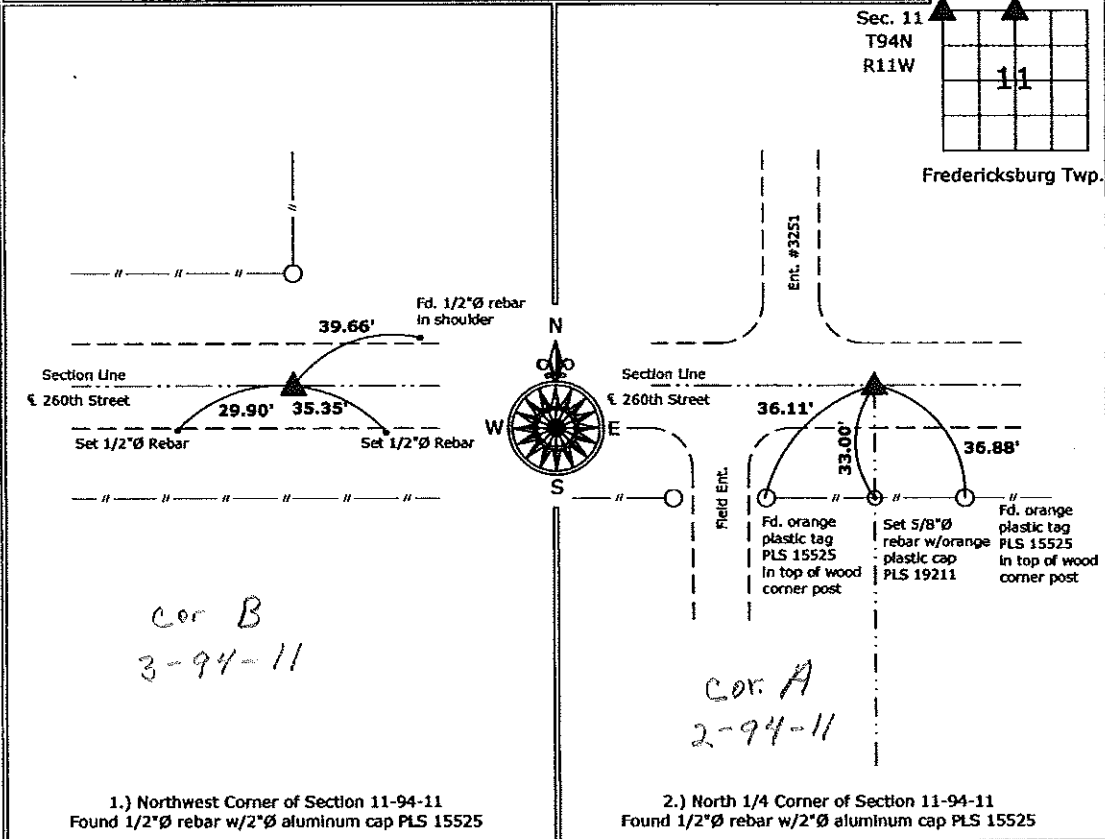 Sec. 11
T94N
R11W
11
Fredericksburg Twp.
Fd. 1/2"Ø rebar
in shoulder
39.66'
Section Line
℄ 260th Street
29.90' 35.35'
Set 1/2"Ø Rebar
Set 1/2"Ø Rebar
cor B
3-94-11
1.) Northwest Corner of Section 11-94-11
Found 1/2"Ø rebar w/2"Ø aluminum cap PLS 15525
N
W E
S
Ent. #3251
Section Line
℄ 260th Street
36.11'
33.00'
36.88'
Field Ent.
Fd. orange
plastic tag
PLS 15525
in top of wood
corner post
Set 5/8"Ø
rebar w/orange
plastic cap
PLS 19211
Fd. orange
plastic tag
PLS 15525
in top of wood
corner post
cor. A
2-94-11
2.) North 1/4 Corner of Section 11-94-11
Found 1/2"Ø rebar w/2"Ø aluminum cap PLS 15525